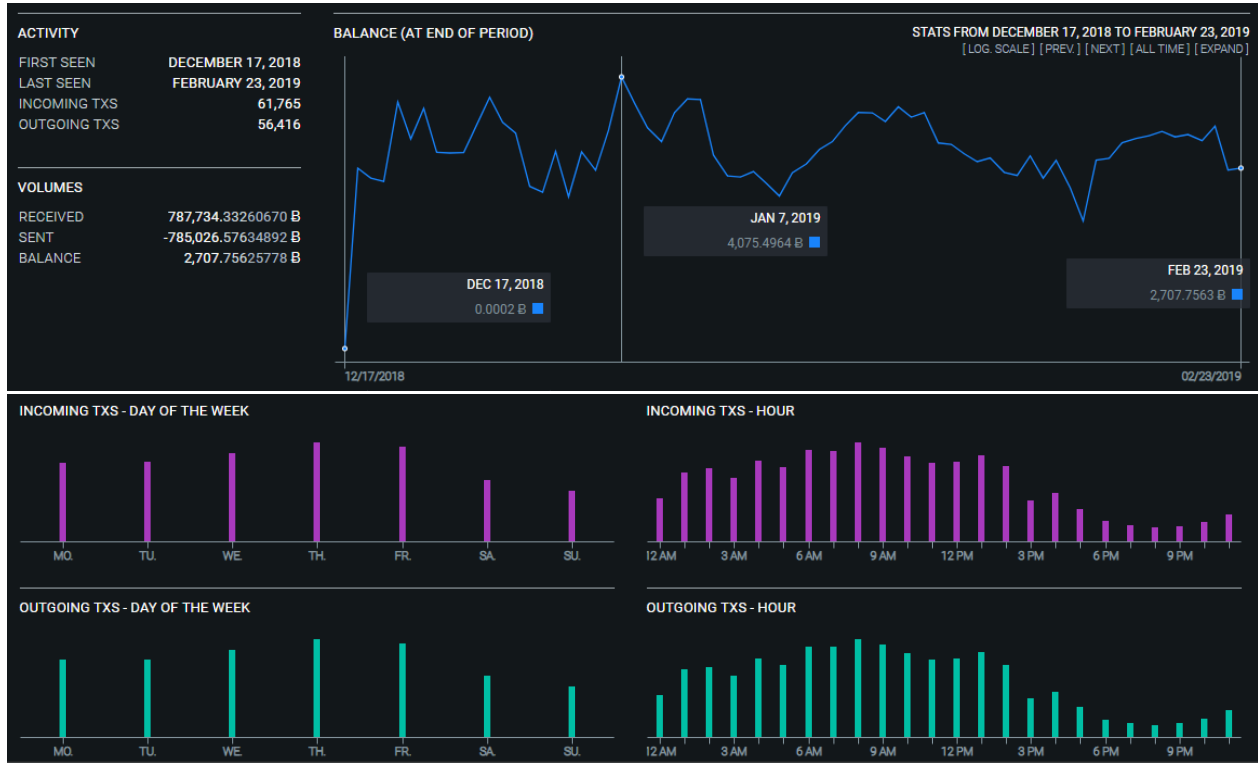 ACTIVITY
FIRST SEEN DECEMBER 17, 2018
LAST SEEN FEBRUARY 23, 2019
INCOMING TXS 61,765
OUTGOING TXS 56,416
VOLUMES
RECEIVED 787,734.33260670 Ƀ
SENT -785,026.57634892 Ƀ
BALANCE 2,707.75625778 Ƀ
BALANCE (AT END OF PERIOD)
STATS FROM DECEMBER 17, 2018 TO FEBRUARY 23, 2019
[ LOG. SCALE ] [ PREV. ] [ NEXT ] [ ALL TIME ] [ EXPAND ]
JAN 7, 2019
4,075.4964 Ƀ
DEC 17, 2018
0.0002 Ƀ
FEB 23, 2019
2,707.7563 Ƀ
12/17/2018 02/23/2019
INCOMING TXS - DAY OF THE WEEK
MO. TU. WE. TH. FR. SA. SU.
INCOMING TXS - HOUR
12 AM 3 AM 6 AM 9 AM 12 PM 3 PM 6 PM 9 PM
OUTGOING TXS - DAY OF THE WEEK
MO. TU. WE. TH. FR. SA. SU.
OUTGOING TXS - HOUR
12 AM 3 AM 6 AM 9 AM 12 PM 3 PM 6 PM 9 PM